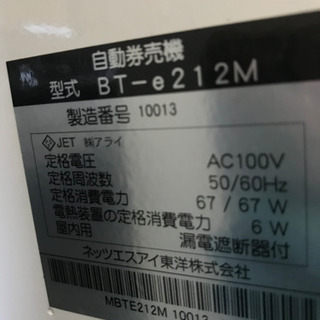 自動券売機
型式 BT-e212M
製造番号 10013
JET ㈱アライ
定格電圧 AC100V
定格周波数 50/60Hz
定格消費電力 67/67W
電熱装置の定格消費電力 6W
屋内用 漏電遮断器付
ネッツエスアイ東洋株式会社
MBTE212M 10013